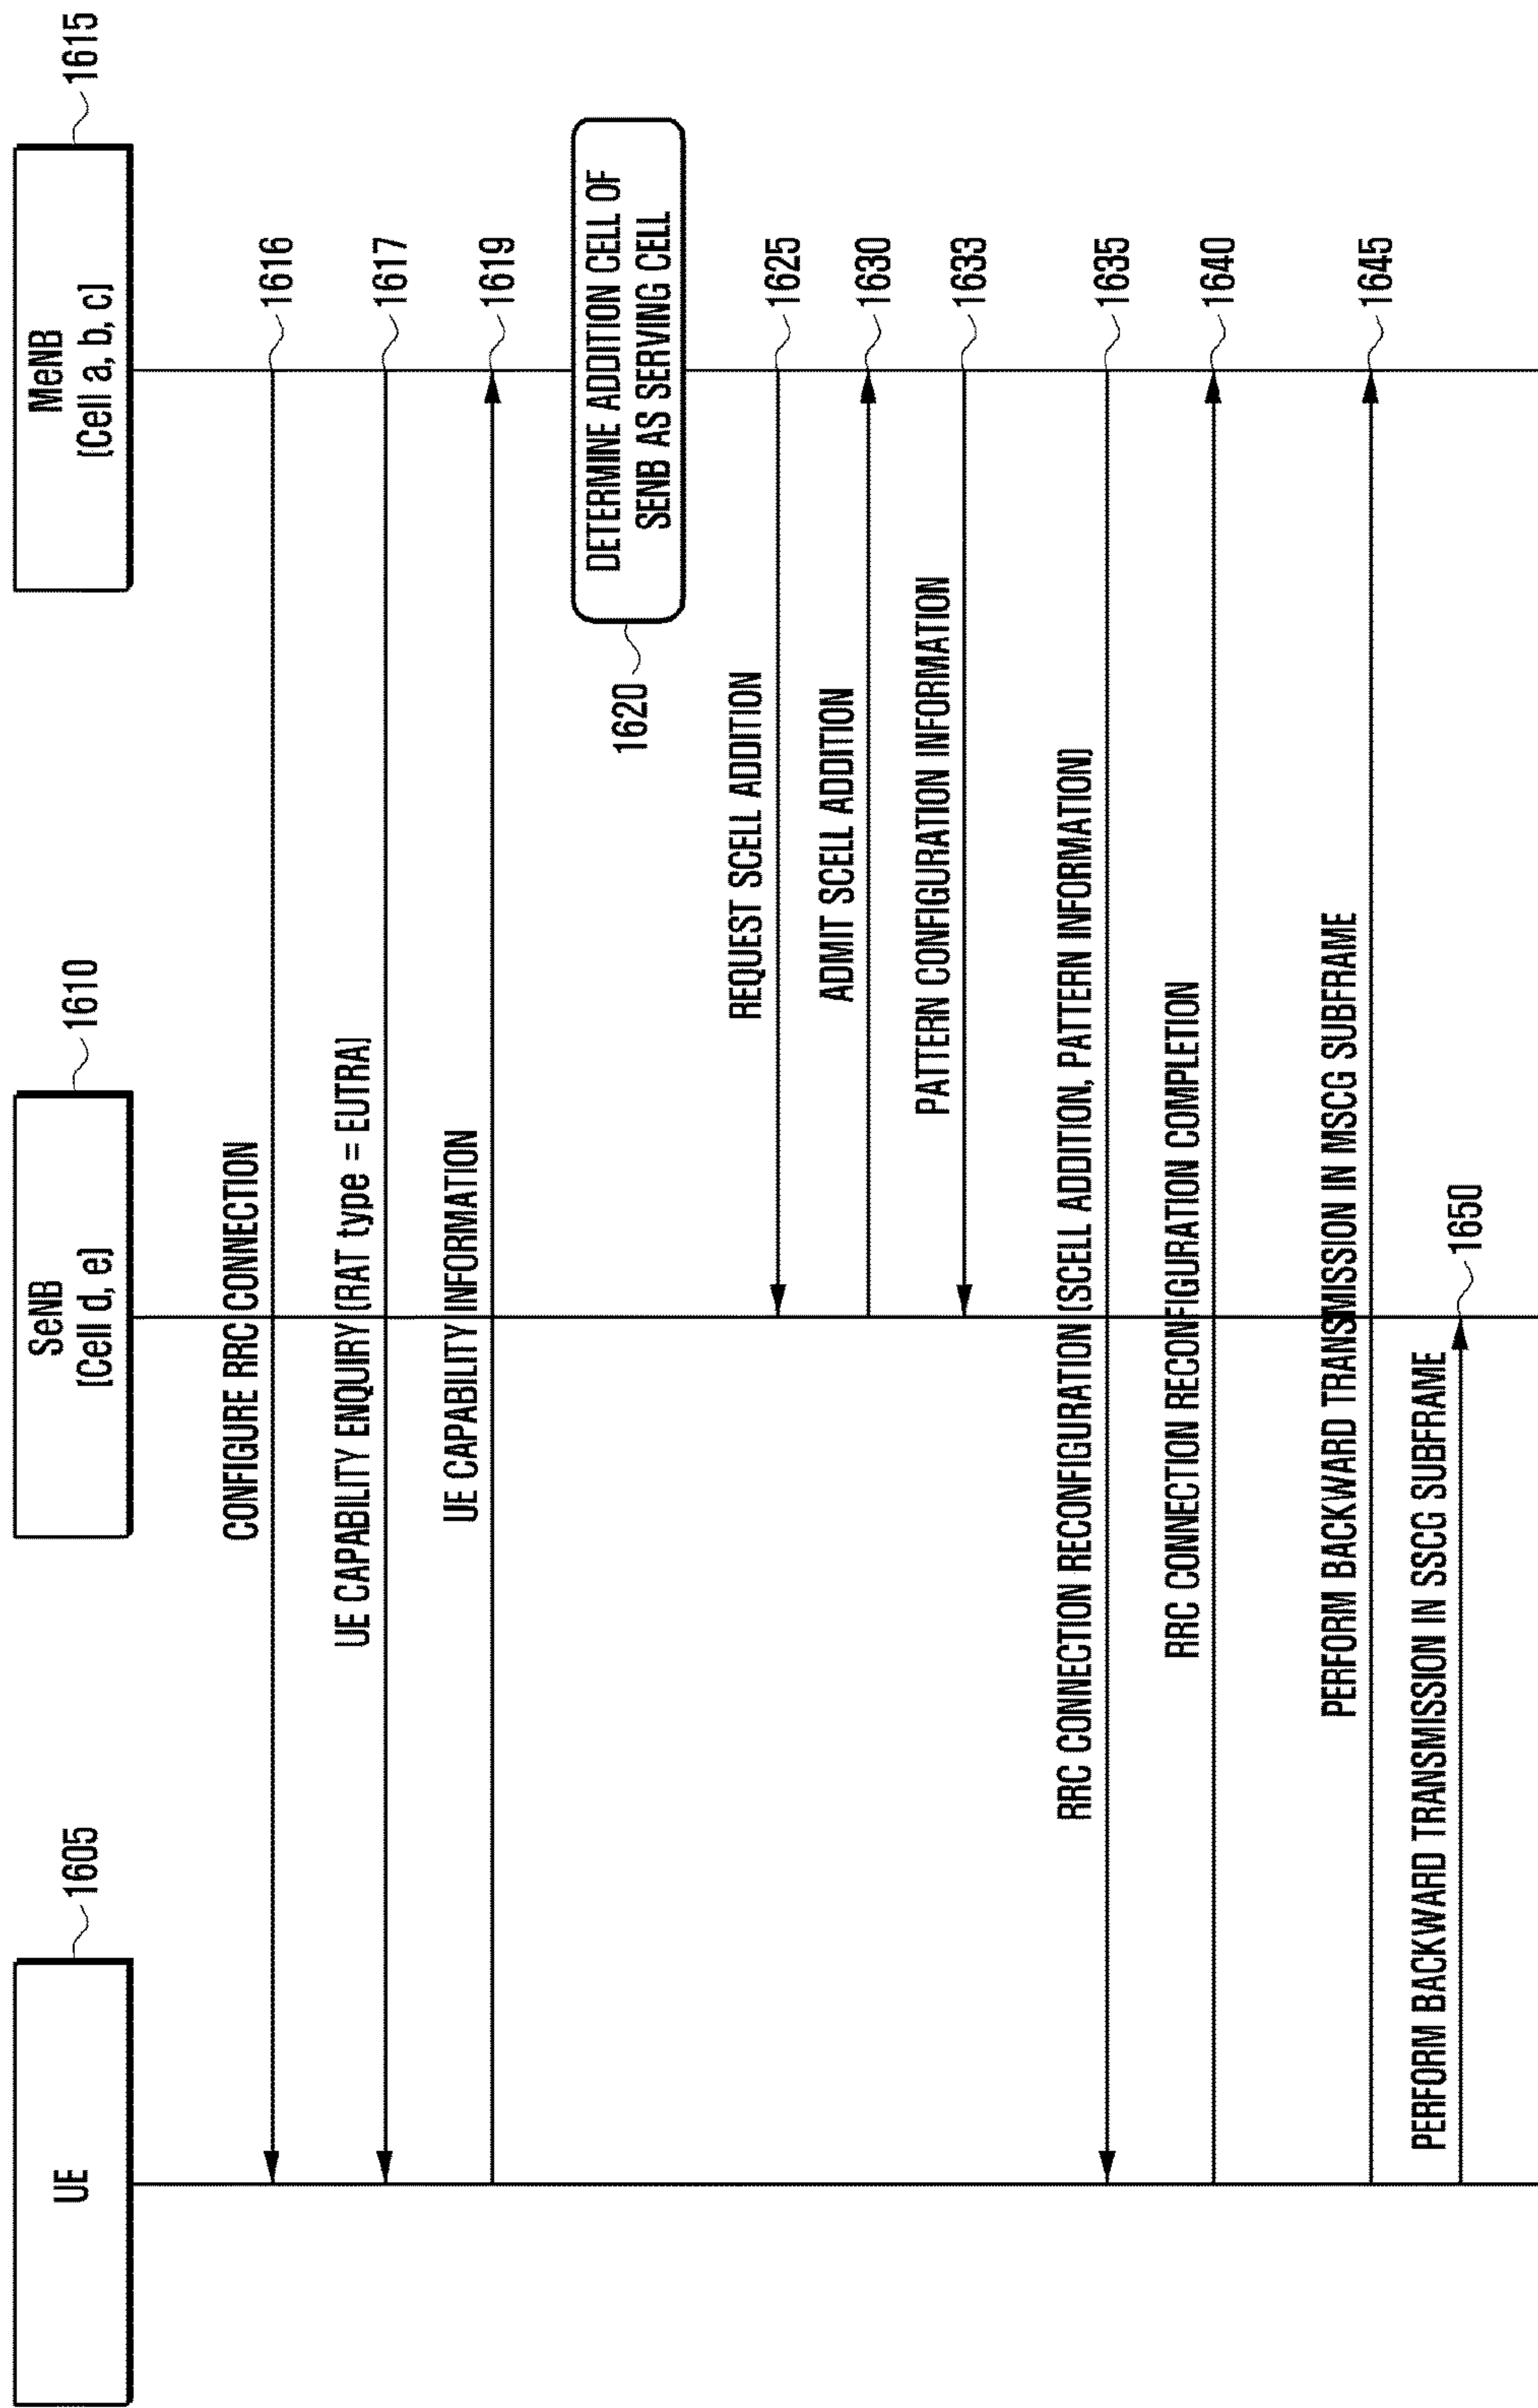 UE
1605
SeNB
(Cell d, e)
1610
MeNB
(Cell a, b, c)
1615
CONFIGURE RRC CONNECTION
1616
UE CAPABILITY ENQUIRY (RAT type = EUTRA)
1617
UE CAPABILITY INFORMATION
1619
1620
DETERMINE ADDITION CELL OF
SENB AS SERVING CELL
REQUEST SCELL ADDITION
1625
ADMIT SCELL ADDITION
1630
PATTERN CONFIGURATION INFORMATION
1633
RRC CONNECTION RECONFIGURATION (SCELL ADDITION, PATTERN INFORMATION)
1635
RRC CONNECTION RECONFIGURATION COMPLETION
1640
PERFORM BACKWARD TRANSMISSION IN MSCG SUBFRAME
1645
PERFORM BACKWARD TRANSMISSION IN SSCG SUBFRAME
1650